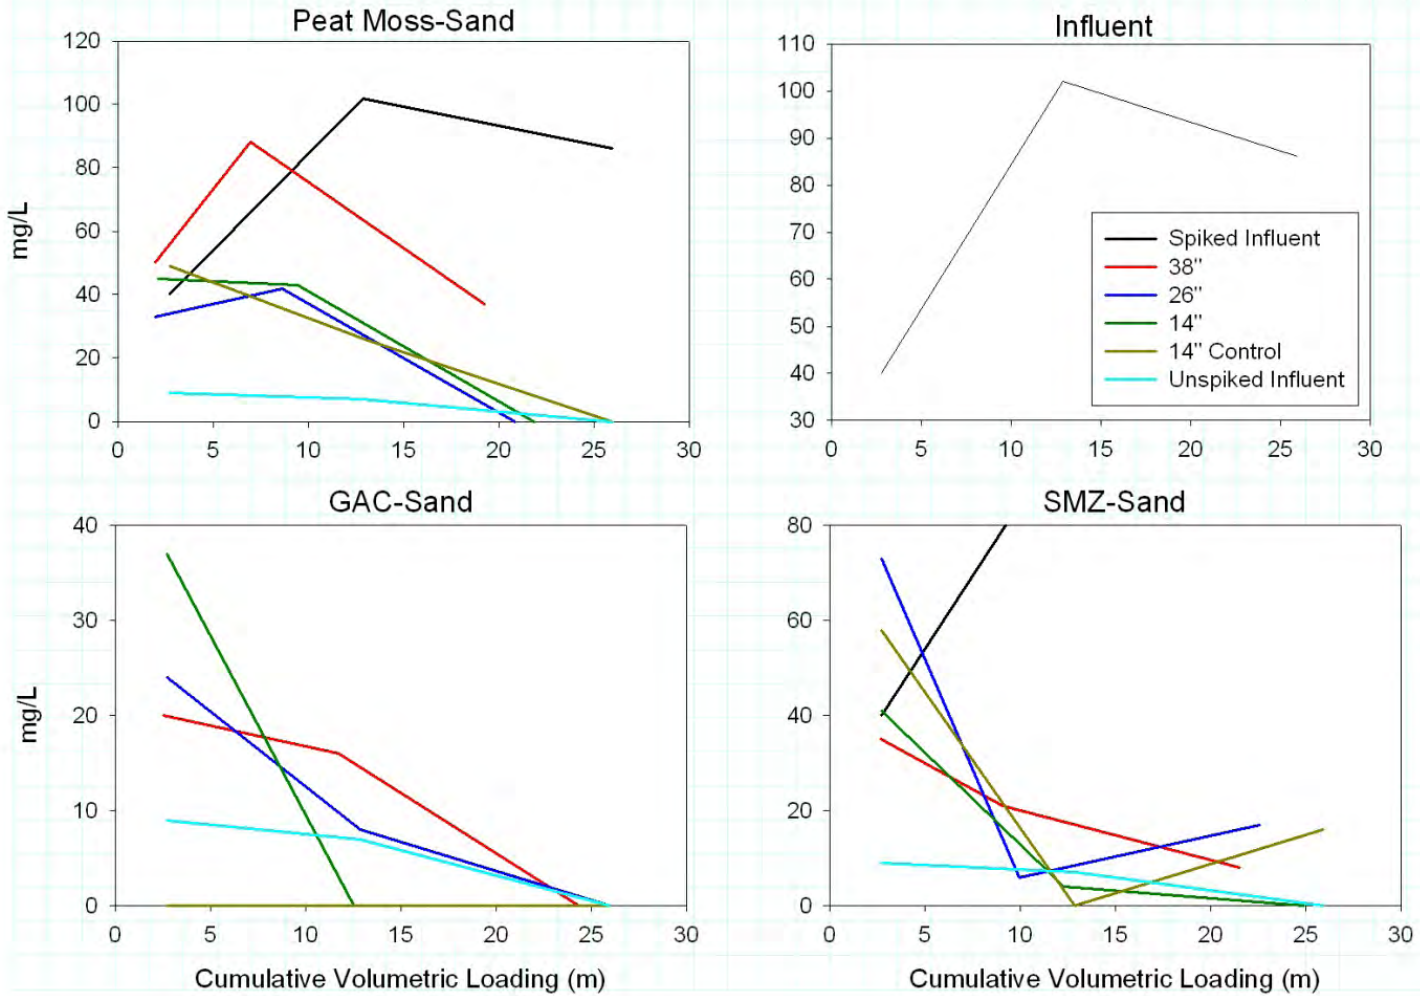 Peat Moss-Sand
120
100
80
60
40
20
0
mg/L
0 5 10 15 20 25 30
Influent
110
100
90
80
70
60
50
40
30
Spiked Influent
38"
26"
14"
14" Control
Unspiked Influent
0 5 10 15 20 25 30
GAC-Sand
40
30
20
10
0
mg/L
0 5 10 15 20 25 30
Cumulative Volumetric Loading (m)
SMZ-Sand
80
60
40
20
0
0 5 10 15 20 25 30
Cumulative Volumetric Loading (m)